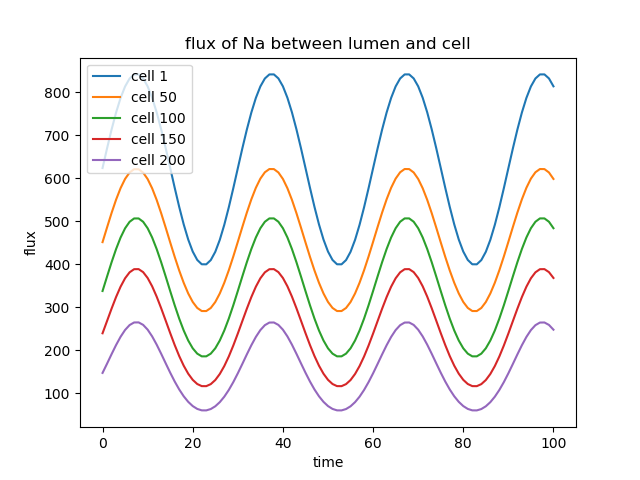 flux of Na between lumen and cell
cell 1
cell 50
cell 100
cell 150
cell 200
800
700
600
500
400
300
200
100
flux
0 20 40 60 80 100
time